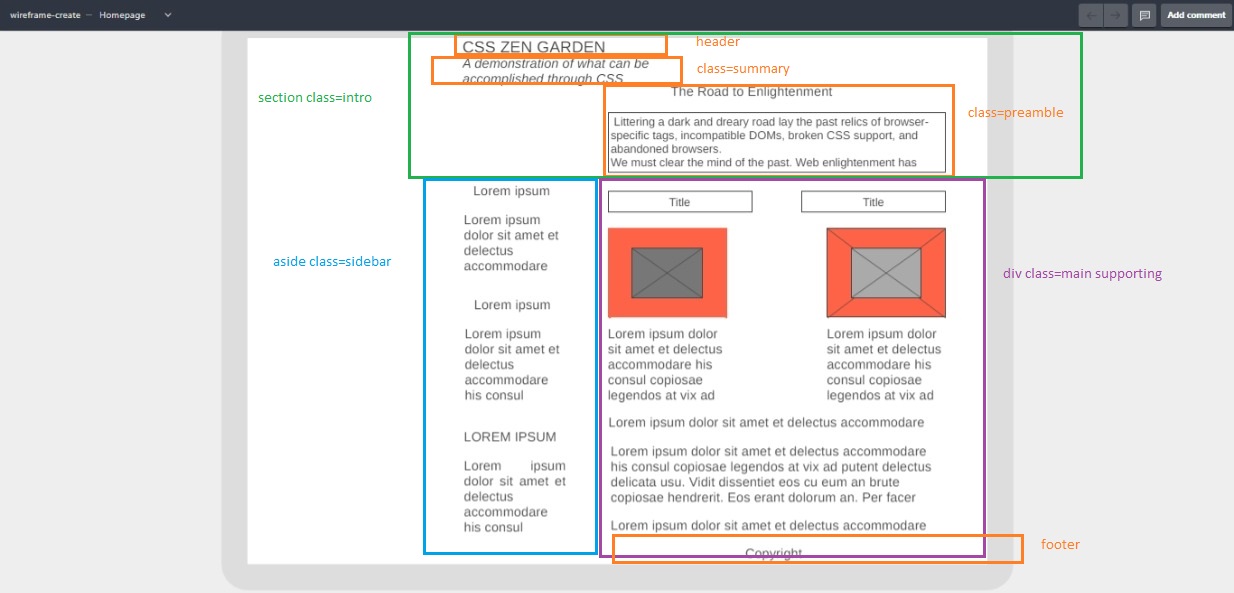 wireframe-create – Homepage
Add comment
header
CSS ZEN GARDEN
A demonstration of what can be
accomplished through CSS
class=summary
section class=intro
The Road to Enlightenment
class=preamble
Littering a dark and dreary road lay the past relics of browser-
specific tags, incompatible DOMs, broken CSS support, and
abandoned browsers.
We must clear the mind of the past. Web enlightenment has
aside class=sidebar
Lorem ipsum
Lorem ipsum
dolor sit amet et
delectus
accommodare
Lorem ipsum
Lorem ipsum
dolor sit amet et
delectus
accommodare
his consul
LOREM IPSUM
Lorem ipsum
dolor sit amet et
delectus
accommodare
his consul
Title
Title
div class=main supporting
Lorem ipsum dolor
sit amet et delectus
accommodare his
consul copiosae
legendos at vix ad
Lorem ipsum dolor
sit amet et delectus
accommodare his
consul copiosae
legendos at vix ad
Lorem ipsum dolor sit amet et delectus accommodare
Lorem ipsum dolor sit amet et delectus accommodare
his consul copiosae legendos at vix ad putent delectus
delicata usu. Vidit dissentiet eos cu eum an brute
copiosae hendrerit. Eos erant dolorum an. Per facer
Lorem ipsum dolor sit amet et delectus accommodare
Copyright
footer